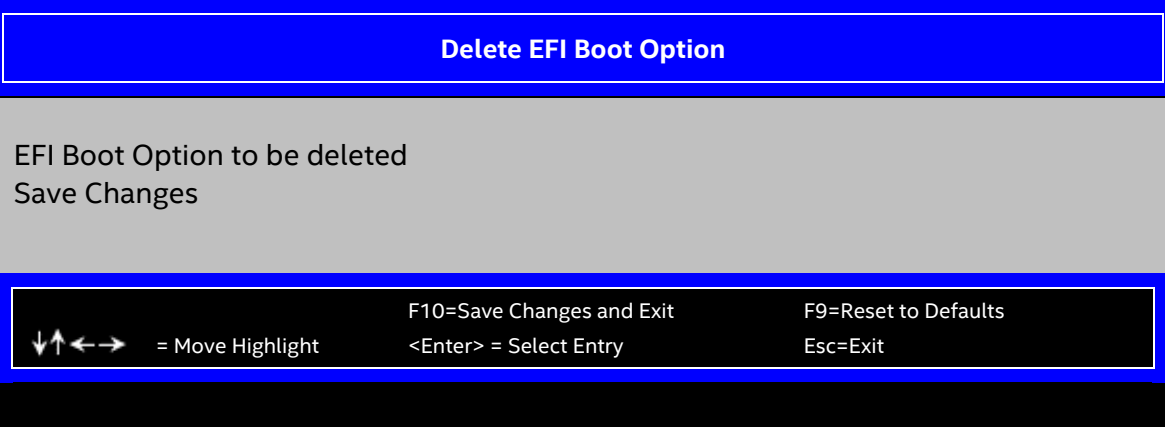 Delete EFI Boot Option
EFI Boot Option to be deleted
Save Changes
F10=Save Changes and Exit F9=Reset to Defaults
↓↑←→ = Move Highlight <Enter> = Select Entry Esc=Exit